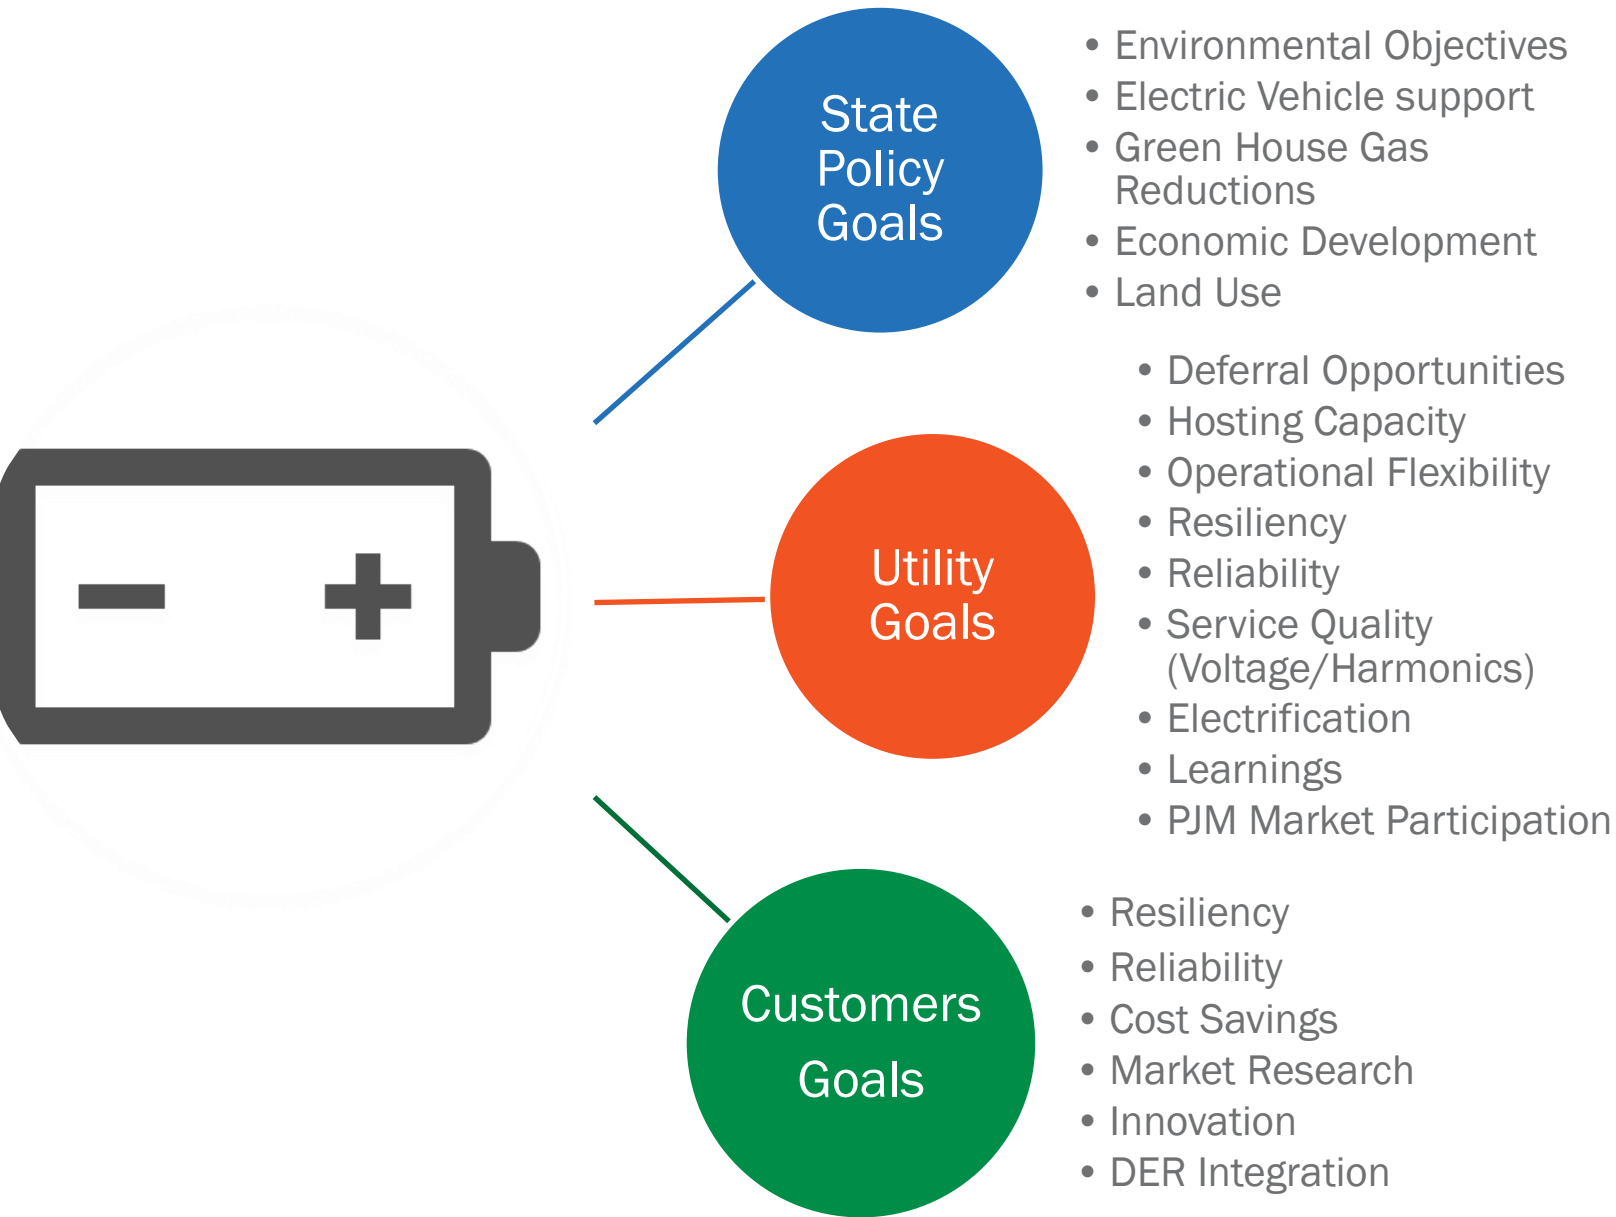 State
Policy
Goals
• Environmental Objectives
• Electric Vehicle support
• Green House Gas
Reductions
• Economic Development
• Land Use
Utility
Goals
• Deferral Opportunities
• Hosting Capacity
• Operational Flexibility
• Resiliency
• Reliability
• Service Quality
(Voltage/Harmonics)
• Electrification
• Learnings
• PJM Market Participation
Customers
Goals
• Resiliency
• Reliability
• Cost Savings
• Market Research
• Innovation
• DER Integration